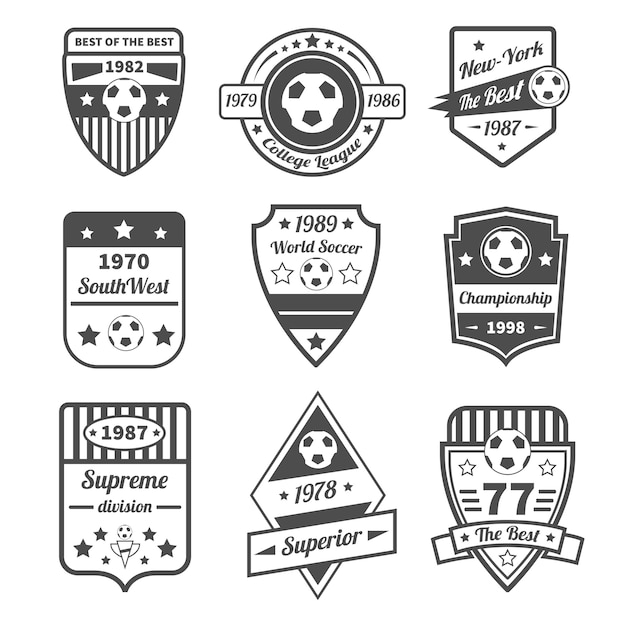 BEST OF THE BEST
1982
1979
1986
College League
New-York
The Best
1987
1970
SouthWest
1989
World Soccer
Championship
1998
1987
Supreme
division
1978
Superior
77
The Best